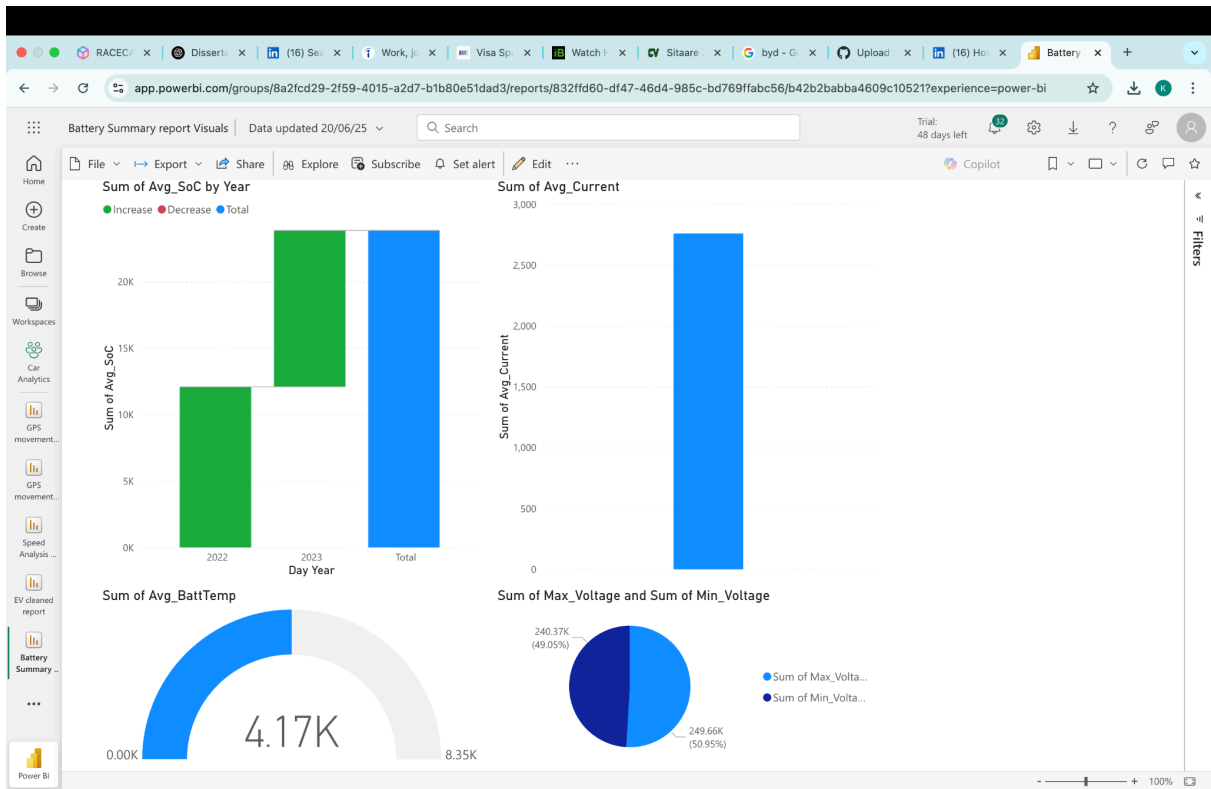 RACECA
Disserta
(16) Sea
Work, jo
Visa Spo
Watch H
Sitaare
byd - Go
Upload
(16) Hov
Battery
app.powerbi.com/groups/8a2fcd29-2f59-4015-a2d7-b1b80e51dad3/reports/832ffd60-df47-46d4-985c-bd769ffabc56/b42b2babba4609c10521?experience=power-bi
K
Battery Summary report Visuals
Data updated 20/06/25
Search
Trial:
48 days left
32
File
Export
Share
Explore
Subscribe
Set alert
Edit
Copilot
Home
Create
Browse
Workspaces
Car
Analytics
GPS
movement...
GPS
movement...
Speed
Analysis ...
EV cleaned
report
Battery
Summary ...
Power BI
Filters
Sum of Avg_SoC by Year
Increase
Decrease
Total
Sum of Avg_SoC
20K
15K
10K
5K
0K
2022
2023
Total
Day Year
Sum of Avg_Current
Sum of Avg_Current
3,000
2,500
2,000
1,500
1,000
500
0
Sum of Avg_BattTemp
4.17K
0.00K
8.35K
Sum of Max_Voltage and Sum of Min_Voltage
240.37K
(49.05%)
249.66K
(50.95%)
Sum of Max_Volta...
Sum of Min_Volta...
- + 100%